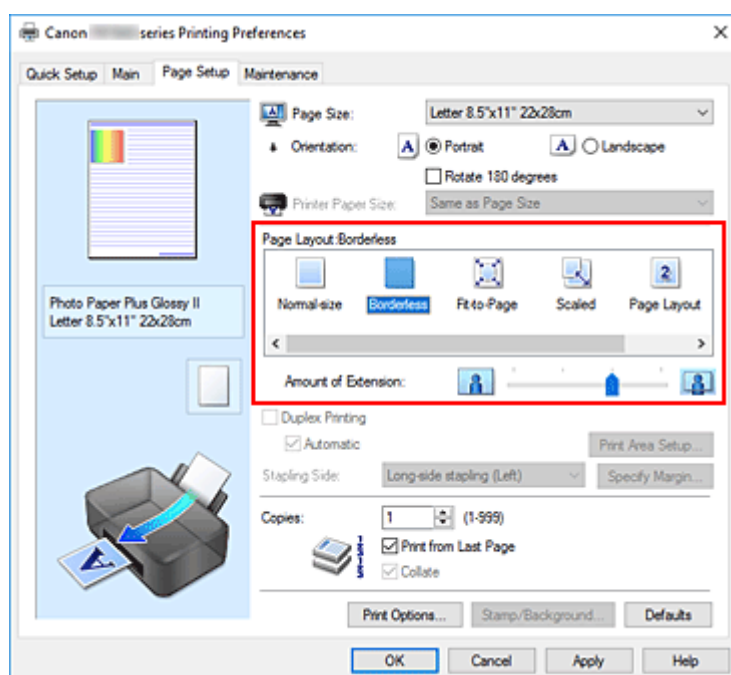 Canon series Printing Preferences
Quick Setup Main Page Setup Maintenance
Page Size: Letter 8.5"x11" 22x28cm
Orientation: A Portrait A Landscape
Rotate 180 degrees
Printer Paper Size: Same as Page Size
Page Layout:Borderless
2
Normal-size Borderless Fit-to-Page Scaled Page Layout
Photo Paper Plus Glossy II
Letter 8.5"x11" 22x28cm
Amount of Extension:
Duplex Printing
Automatic Print Area Setup...
Stapling Side: Long-side stapling (Left) Specify Margin...
Copies: 1 (1-999)
Print from Last Page
Collate
A
Print Options... Stamp/Background... Defaults
OK Cancel Apply Help